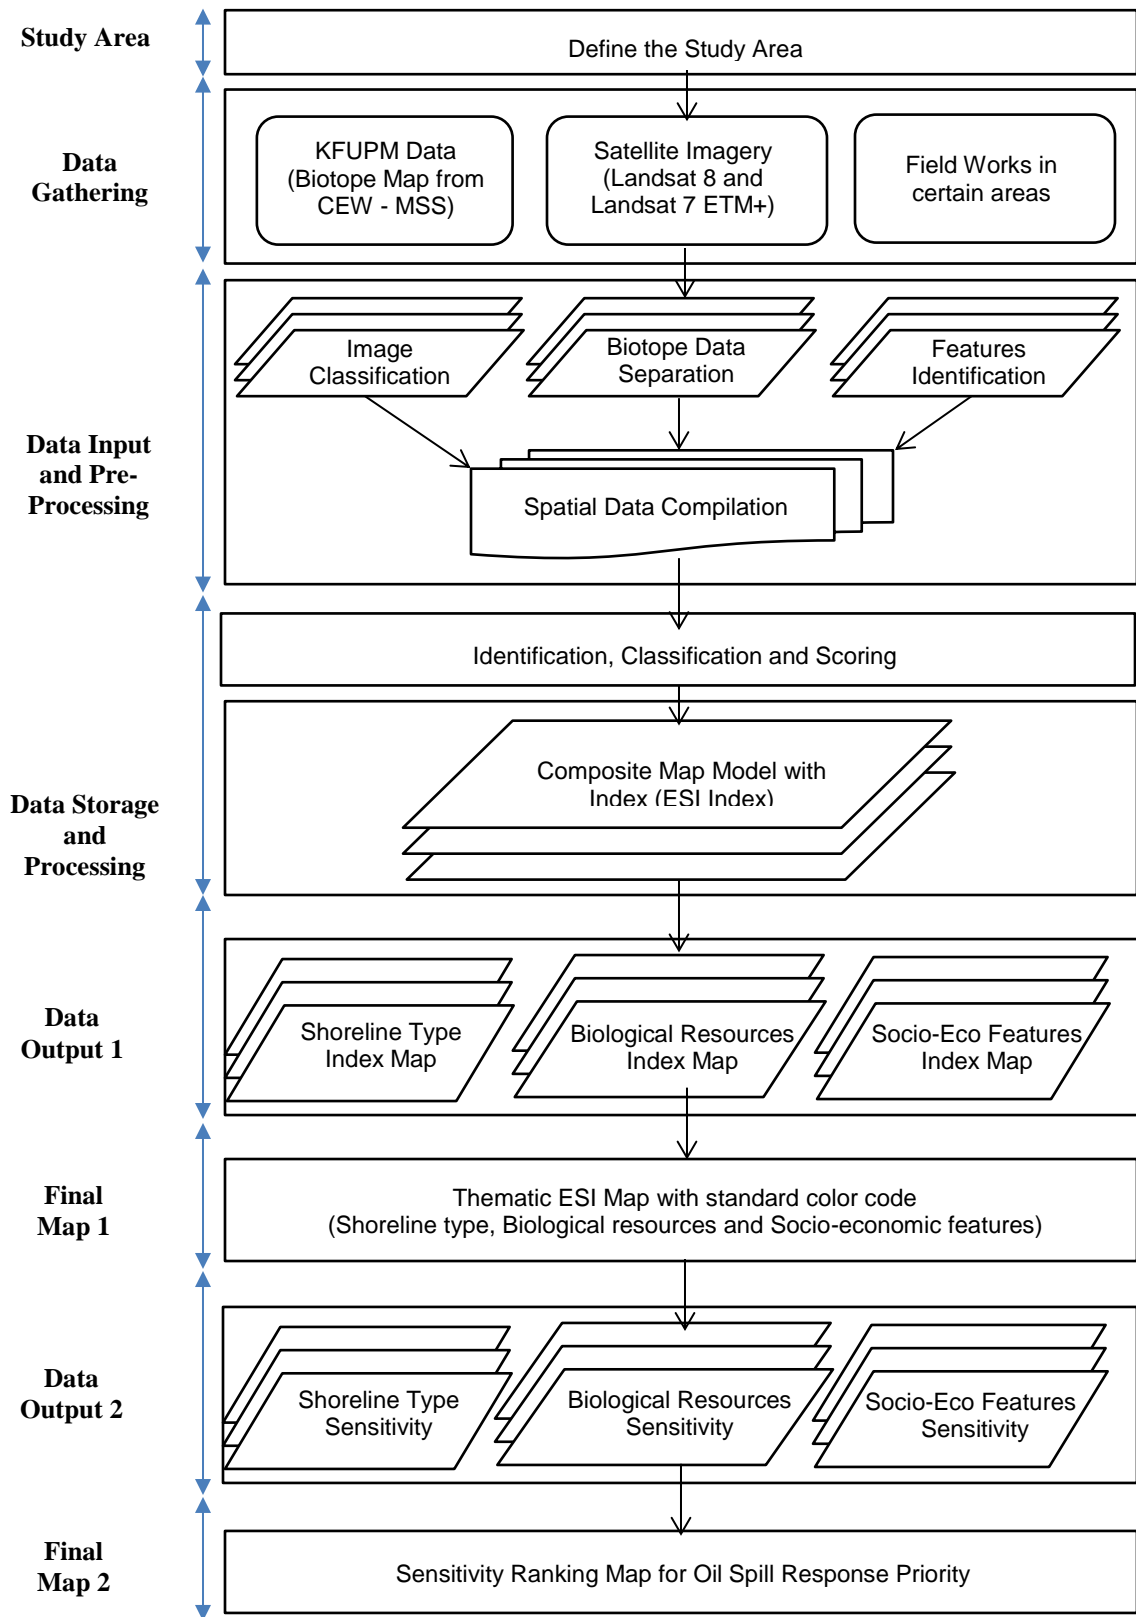 Study Area
Define the Study Area
Data
Gathering
KFUPM Data
(Biotope Map from
CEW - MSS)
Satellite Imagery
(Landsat 8 and
Landsat 7 ETM+)
Field Works in
certain areas
Data Input
and Pre-
Processing
Image
Classification
Biotope Data
Separation
Features
Identification
Spatial Data Compilation
Identification, Classification and Scoring
Data Storage
and
Processing
Composite Map Model with
Index (ESI Index)
Data
Output 1
Shoreline Type
Index Map
Biological Resources
Index Map
Socio-Eco Features
Index Map
Final
Map 1
Thematic ESI Map with standard color code
(Shoreline type, Biological resources and Socio-economic features)
Data
Output 2
Shoreline Type
Sensitivity
Biological Resources
Sensitivity
Socio-Eco Features
Sensitivity
Final
Map 2
Sensitivity Ranking Map for Oil Spill Response Priority